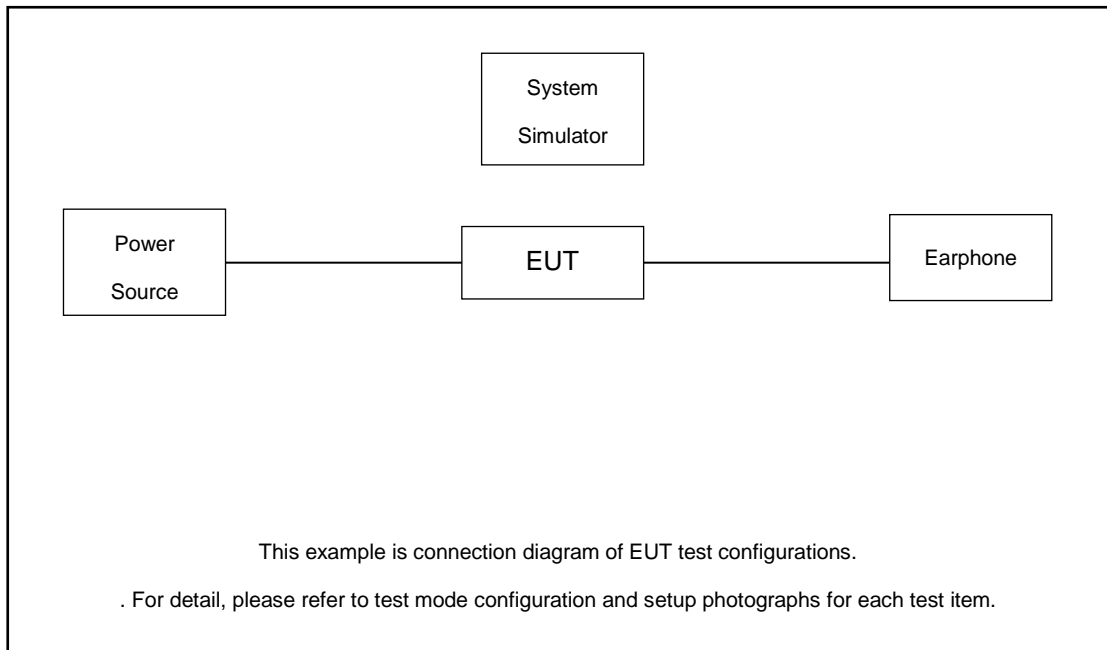 System
Simulator
Power
Source
EUT
Earphone
This example is connection diagram of EUT test configurations.
. For detail, please refer to test mode configuration and setup photographs for each test item.